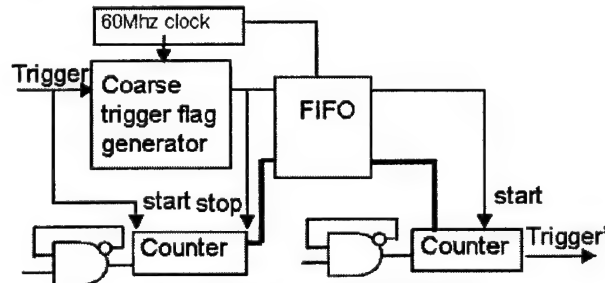 60Mhz clock
Trigger
Coarse
trigger flag
generator
FIFO
start stop
start
Counter
Counter
Trigger'